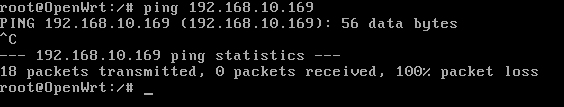 root@OpenWrt:/# ping 192.168.10.169
PING 192.168.10.169 (192.168.10.169): 56 data bytes
^C
--- 192.168.10.169 ping statistics ---
18 packets transmitted, 0 packets received, 100% packet loss
root@OpenWrt:/# _